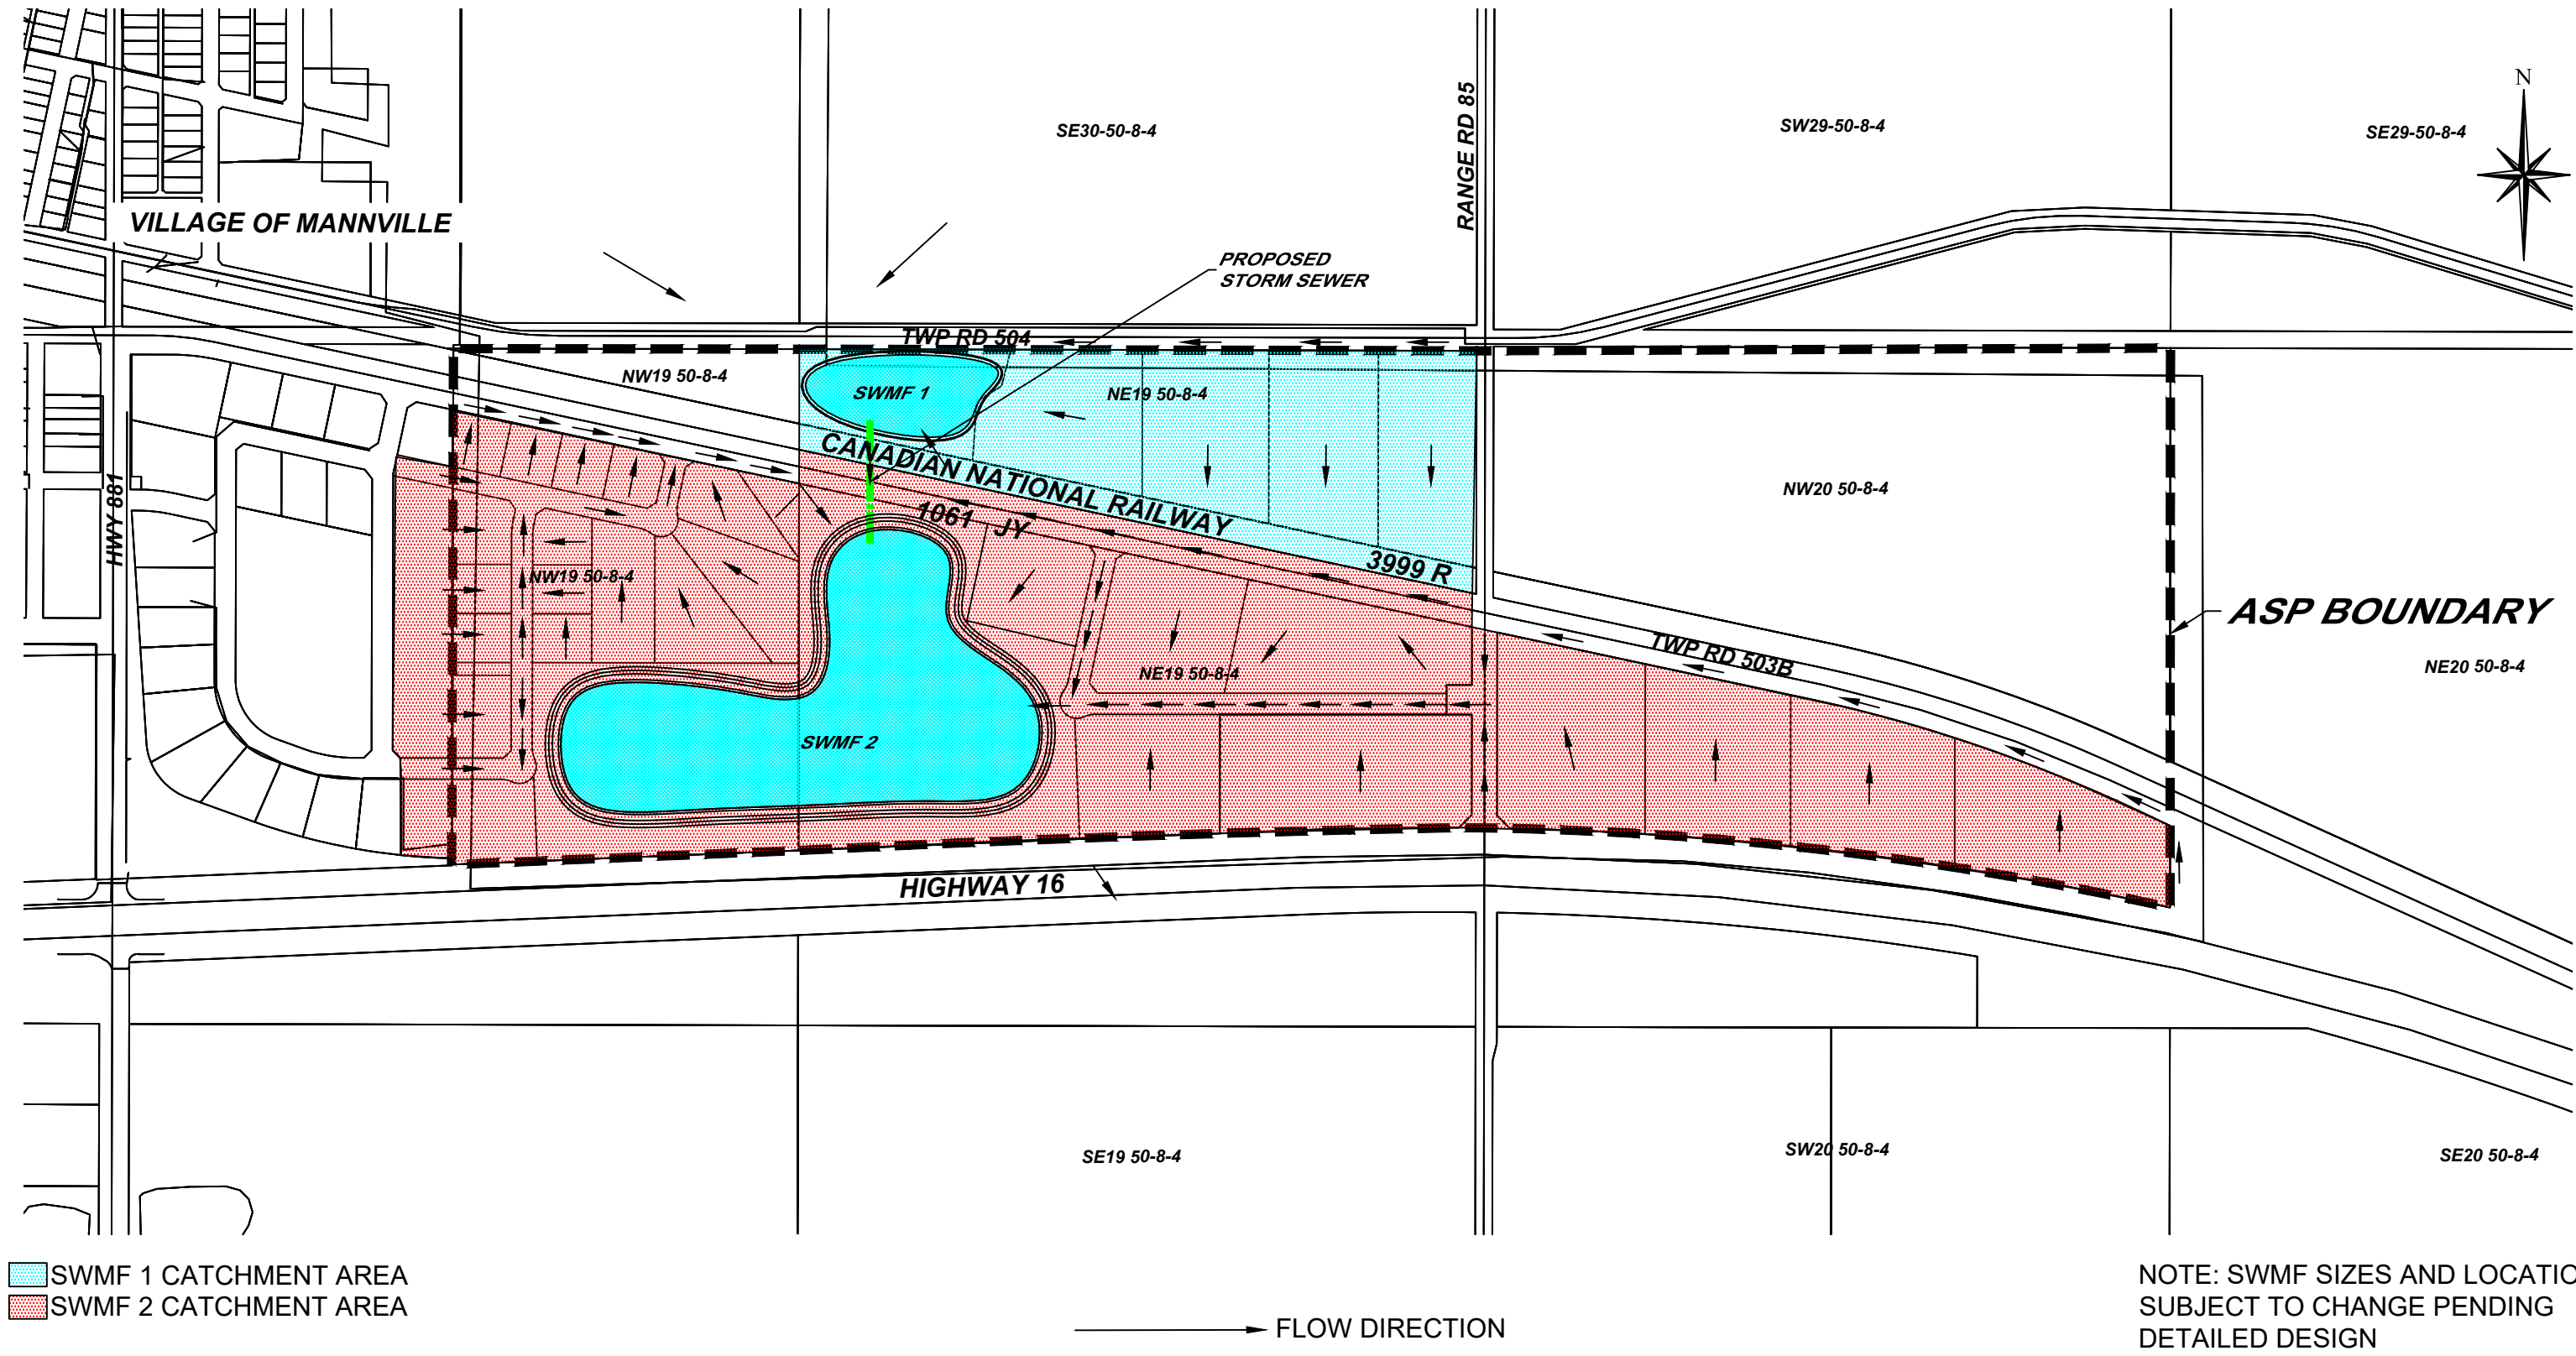 N
RANGE RD 85
SE30-50-8-4
SW29-50-8-4
SE29-50-8-4
VILLAGE OF MANNVILLE
PROPOSED
STORM SEWER
TWP RD 504
NW19 50-8-4
SWMF 1
NE19 50-8-4
CANADIAN NATIONAL RAILWAY
1061 JY
3999 R
HWY 881
NW19 50-8-4
NW20 50-8-4
ASP BOUNDARY
TWP RD 503B
NE19 50-8-4
NE20 50-8-4
SWMF 2
HIGHWAY 16
SE19 50-8-4
SW20 50-8-4
SE20 50-8-4
SWMF 1 CATCHMENT AREA
SWMF 2 CATCHMENT AREA
FLOW DIRECTION
NOTE: SWMF SIZES AND LOCATIO
SUBJECT TO CHANGE PENDING
DETAILED DESIGN